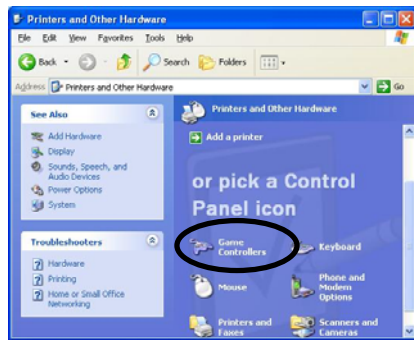 Printers and Other Hardware
File Edit View Favorites Tools Help
Back Search Folders
Address Printers and Other Hardware Go
See Also
Add Hardware
Display
Sounds, Speech, and
Audio Devices
Power Options
System
Troubleshooters
Hardware
Printing
Home or Small Office
Networking
Printers and Other Hardware
Add a printer
or pick a Control
Panel icon
Game
Controllers
Keyboard
Mouse
Phone and
Modem
Options
Printers and
Faxes
Scanners and
Cameras